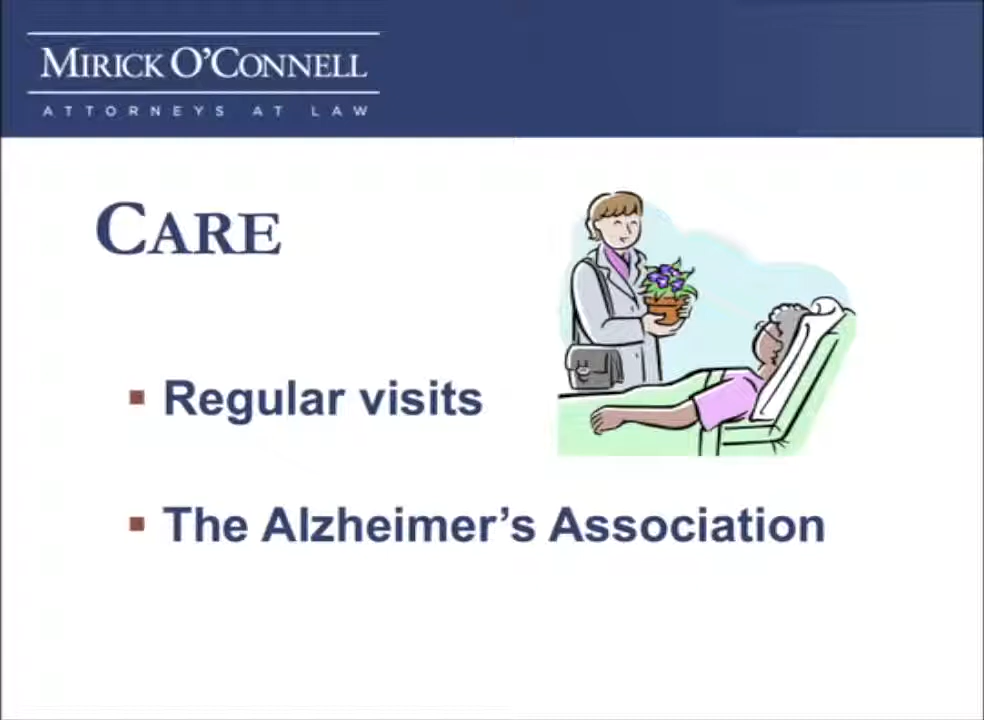 MIRICK O'CONNELL
ATTORNEYS AT LAW
CARE
▪ Regular visits
▪ The Alzheimer's Association